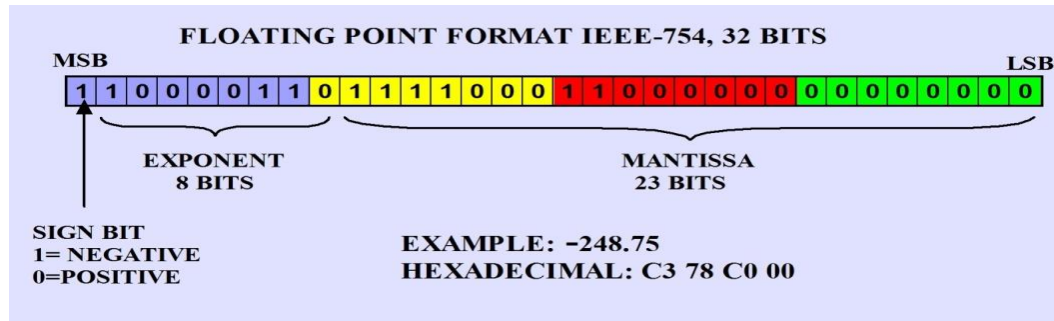 FLOATING POINT FORMAT IEEE-754, 32 BITS
MSB LSB
1 1 0 0 0 0 1 1 0 1 1 1 1 0 0 0 1 1 0 0 0 0 0 0 0 0 0 0 0 0 0 0
EXPONENT MANTISSA
8 BITS 23 BITS
SIGN BIT
1= NEGATIVE
0=POSITIVE
EXAMPLE: -248.75
HEXADECIMAL: C3 78 C0 00